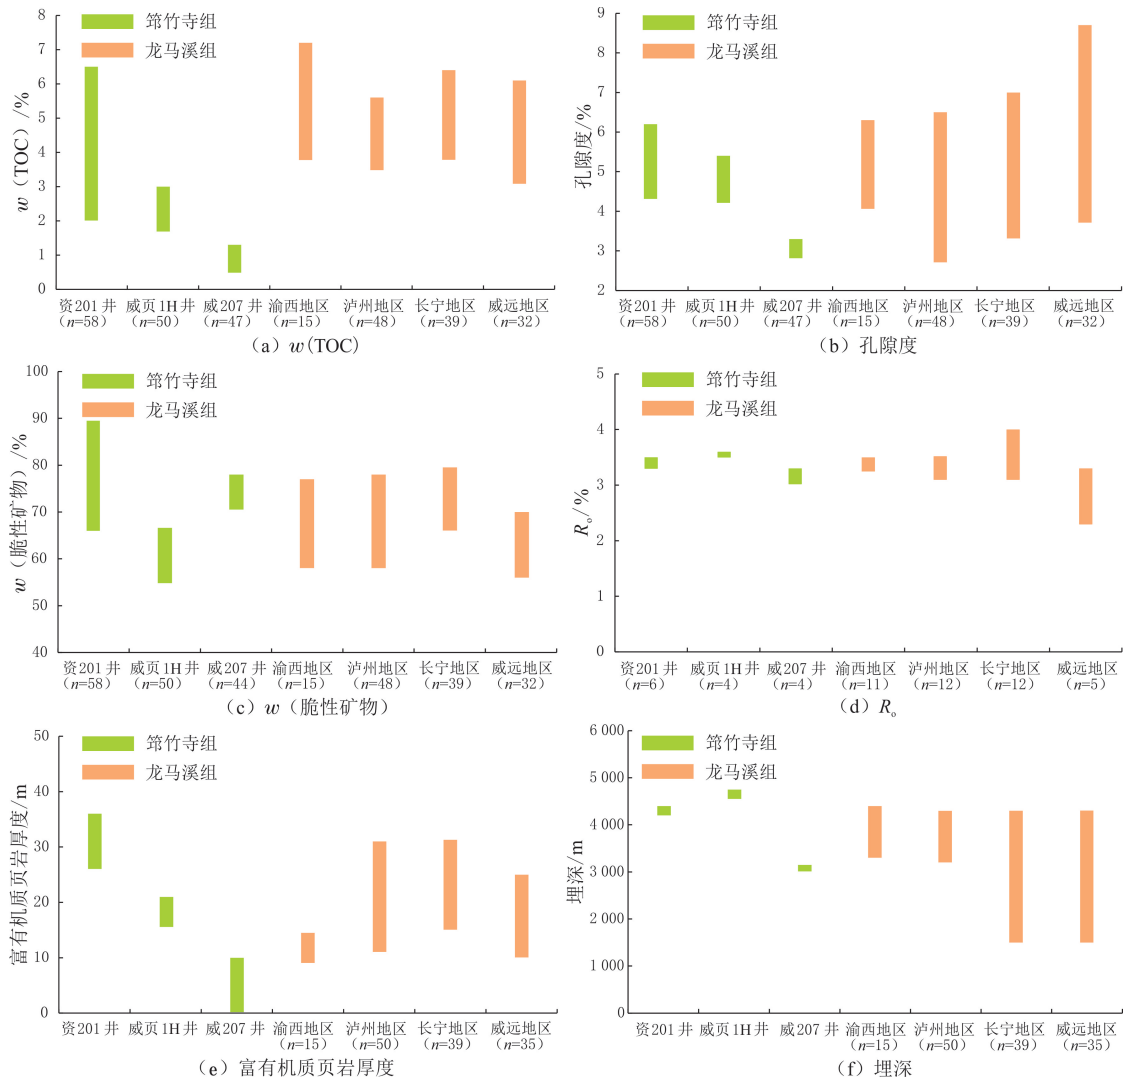 8
7
6
5
4
3
2
1
0
w（TOC）/%
筇竹寺组
龙马溪组
资201井 威页1H井 威207井 渝西地区 泸州地区 长宁地区 威远地区
（n=58） （n=50） （n=47） （n=15） （n=48） （n=39） （n=32）
（a）w(TOC)
9
8
7
6
5
4
3
2
孔隙度/%
筇竹寺组
龙马溪组
资201井 威页1H井 威207井 渝西地区 泸州地区 长宁地区 威远地区
（n=58） （n=50） （n=47） （n=15） （n=48） （n=39） （n=32）
（b）孔隙度
100
90
80
70
60
50
40
w（脆性矿物）/%
筇竹寺组
龙马溪组
资201井 威页1H井 威207井 渝西地区 泸州地区 长宁地区 威远地区
（n=58） （n=50） （n=44） （n=15） （n=48） （n=39） （n=32）
（c）w（脆性矿物）
5
4
3
2
1
0
Ro/%
筇竹寺组
龙马溪组
资201井 威页1H井 威207井 渝西地区 泸州地区 长宁地区 威远地区
（n=6） （n=4） （n=4） （n=11） （n=12） （n=12） （n=5）
（d）Ro
50
40
30
20
10
0
富有机质页岩厚度/m
筇竹寺组
龙马溪组
资201井 威页1H井 威207井 渝西地区 泸州地区 长宁地区 威远地区
（n=15） （n=50） （n=39） （n=35）
（e）富有机质页岩厚度
6 000
5 000
4 000
3 000
2 000
1 000
0
埋深/m
筇竹寺组
龙马溪组
资201井 威页1H井 威207井 渝西地区 泸州地区 长宁地区 威远地区
（n=15） （n=50） （n=39） （n=35）
（f）埋深